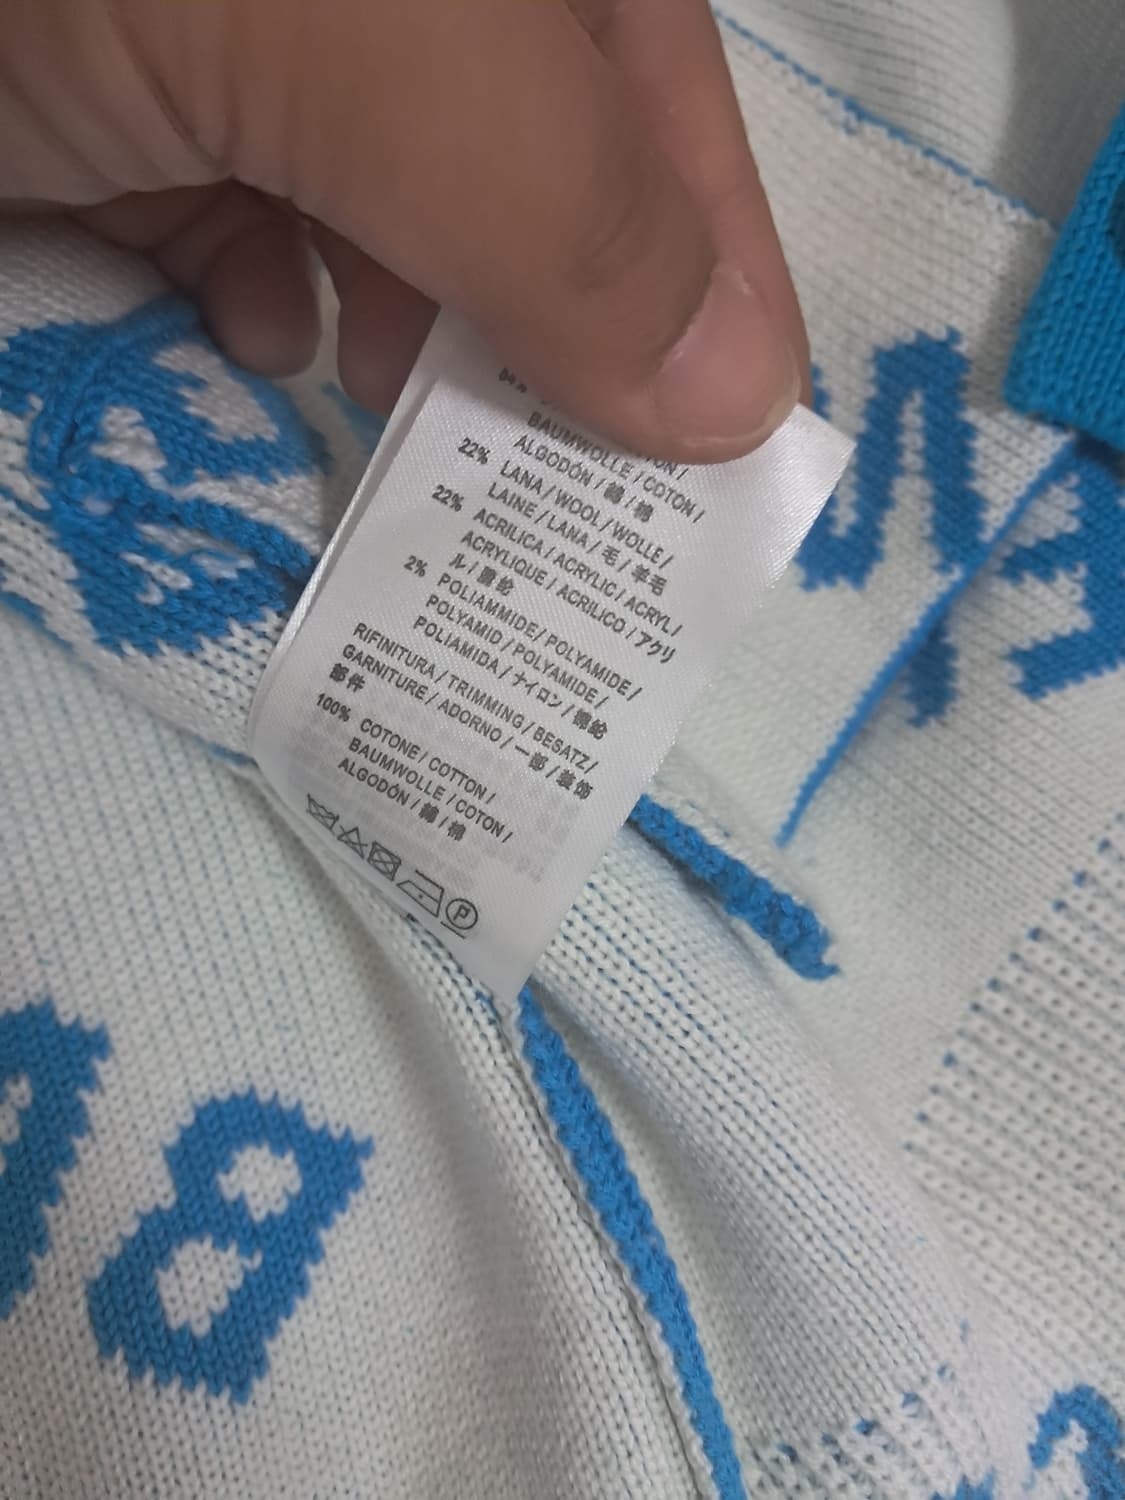 BAUMWOLLE / COTON /
ALGODÓN / 綿 / 棉
22% LANA / WOOL / WOLLE /
LAINE / LANA / 毛 / 羊毛
22% ACRILICA / ACRYLIC / ACRYL /
ACRYLIQUE / ACRILICO / アクリ
ル / 腈纶
2% POLIAMMIDE / POLYAMIDE /
POLYAMID / POLYAMIDE /
POLIAMIDA / ナイロン / 锦纶
RIFINITURA / TRIMMING / BESATZ /
GARNITURE / ADORNO / 一部 / 装饰
部件
100% COTONE / COTTON /
BAUMWOLLE / COTON /
ALGODÓN / 綿 / 棉
P
8